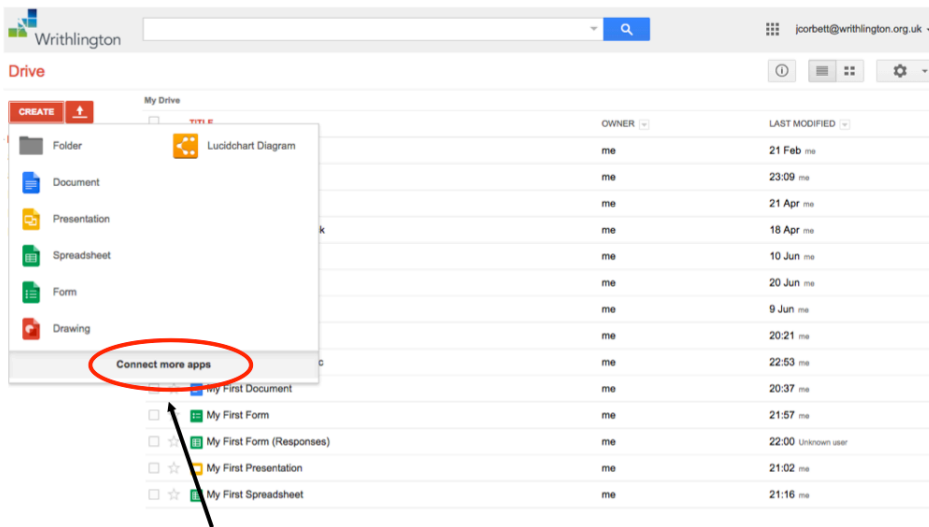 Writhlington
jcorbett@writhlington.org.uk
Drive
CREATE
My Drive
TITLE
OWNER
LAST MODIFIED
Folder
Lucidchart Diagram
Document
Presentation
Spreadsheet
Form
Drawing
Connect more apps
me 21 Feb me
me 23:09 me
me 21 Apr me
k me 18 Apr me
me 10 Jun me
me 20 Jun me
me 9 Jun me
me 20:21 me
c me 22:53 me
My First Document me 20:37 me
My First Form me 21:57 me
My First Form (Responses) me 22:00 Unknown user
My First Presentation me 21:02 me
My First Spreadsheet me 21:16 me